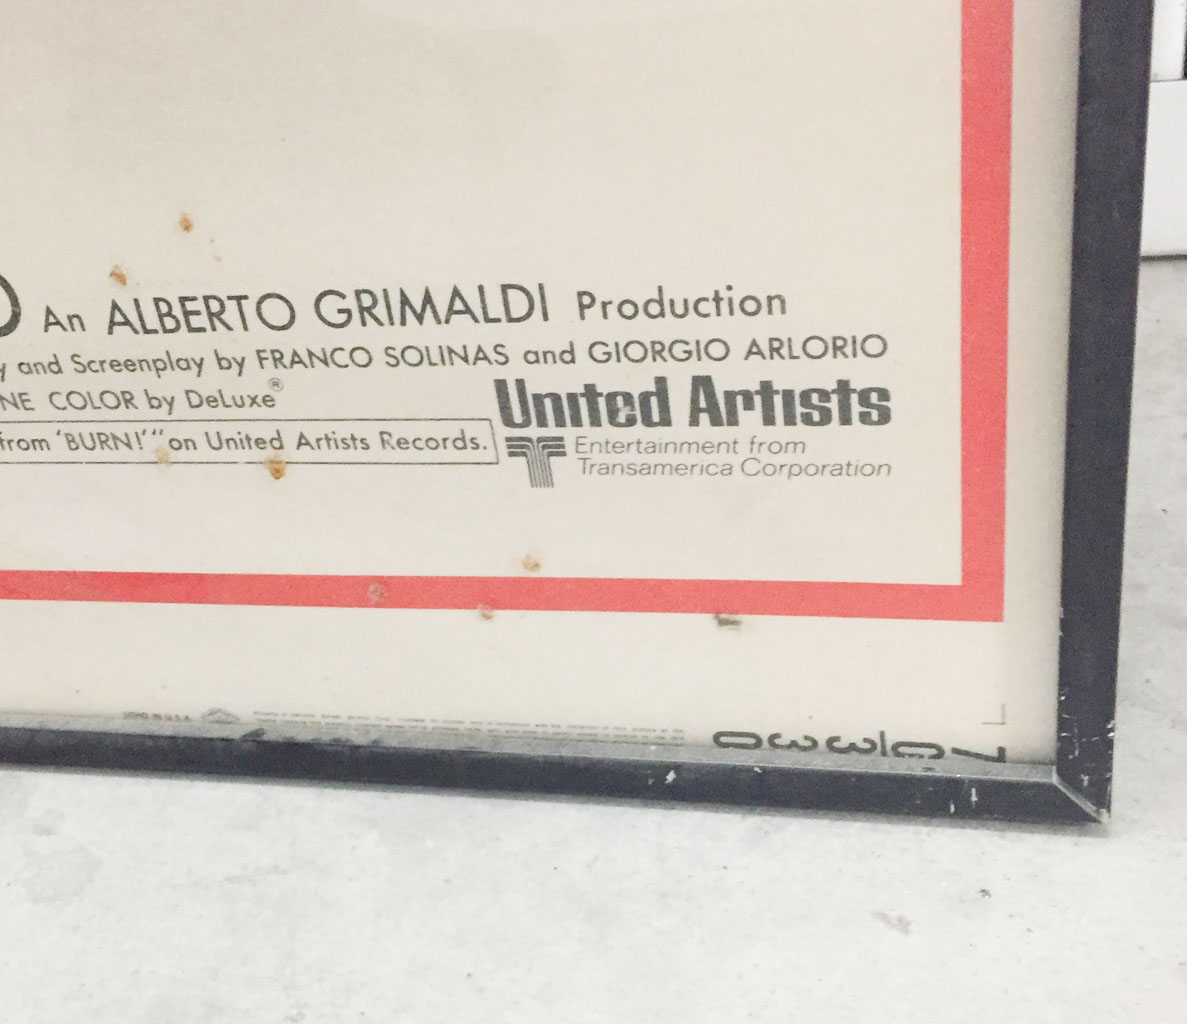 An ALBERTO GRIMALDI Production
and Screenplay by FRANCO SOLINAS and GIORGIO ARLORIO
COLOR by DeLuxe®
from 'BURN!'" on United Artists Records.
United Artists
Entertainment from
Transamerica Corporation